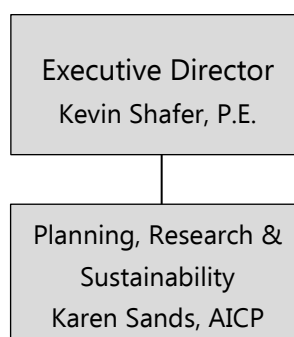 Executive Director
Kevin Shafer, P.E.
Planning, Research &
Sustainability
Karen Sands, AICP